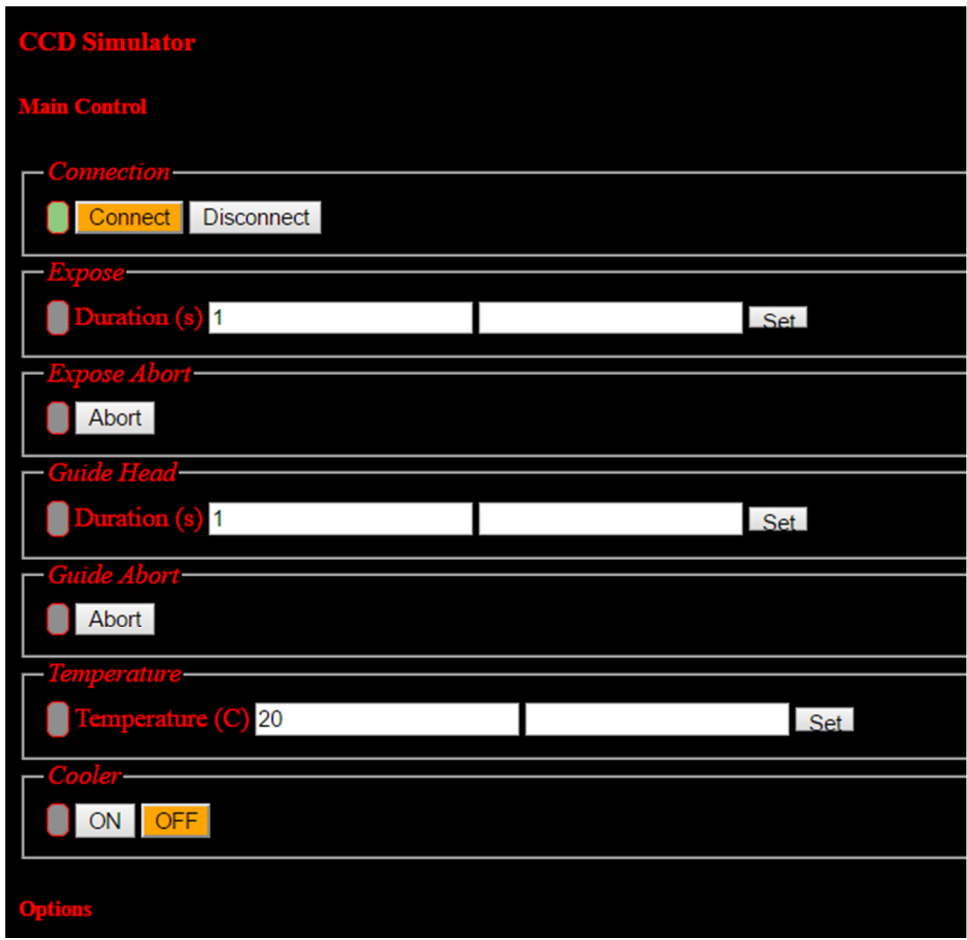 CCD Simulator
Main Control
Connection
Connect Disconnect
Expose
Duration (s) 1 Set
Expose Abort
Abort
Guide Head
Duration (s) 1 Set
Guide Abort
Abort
Temperature
Temperature (C) 20 Set
Cooler
ON OFF
Options